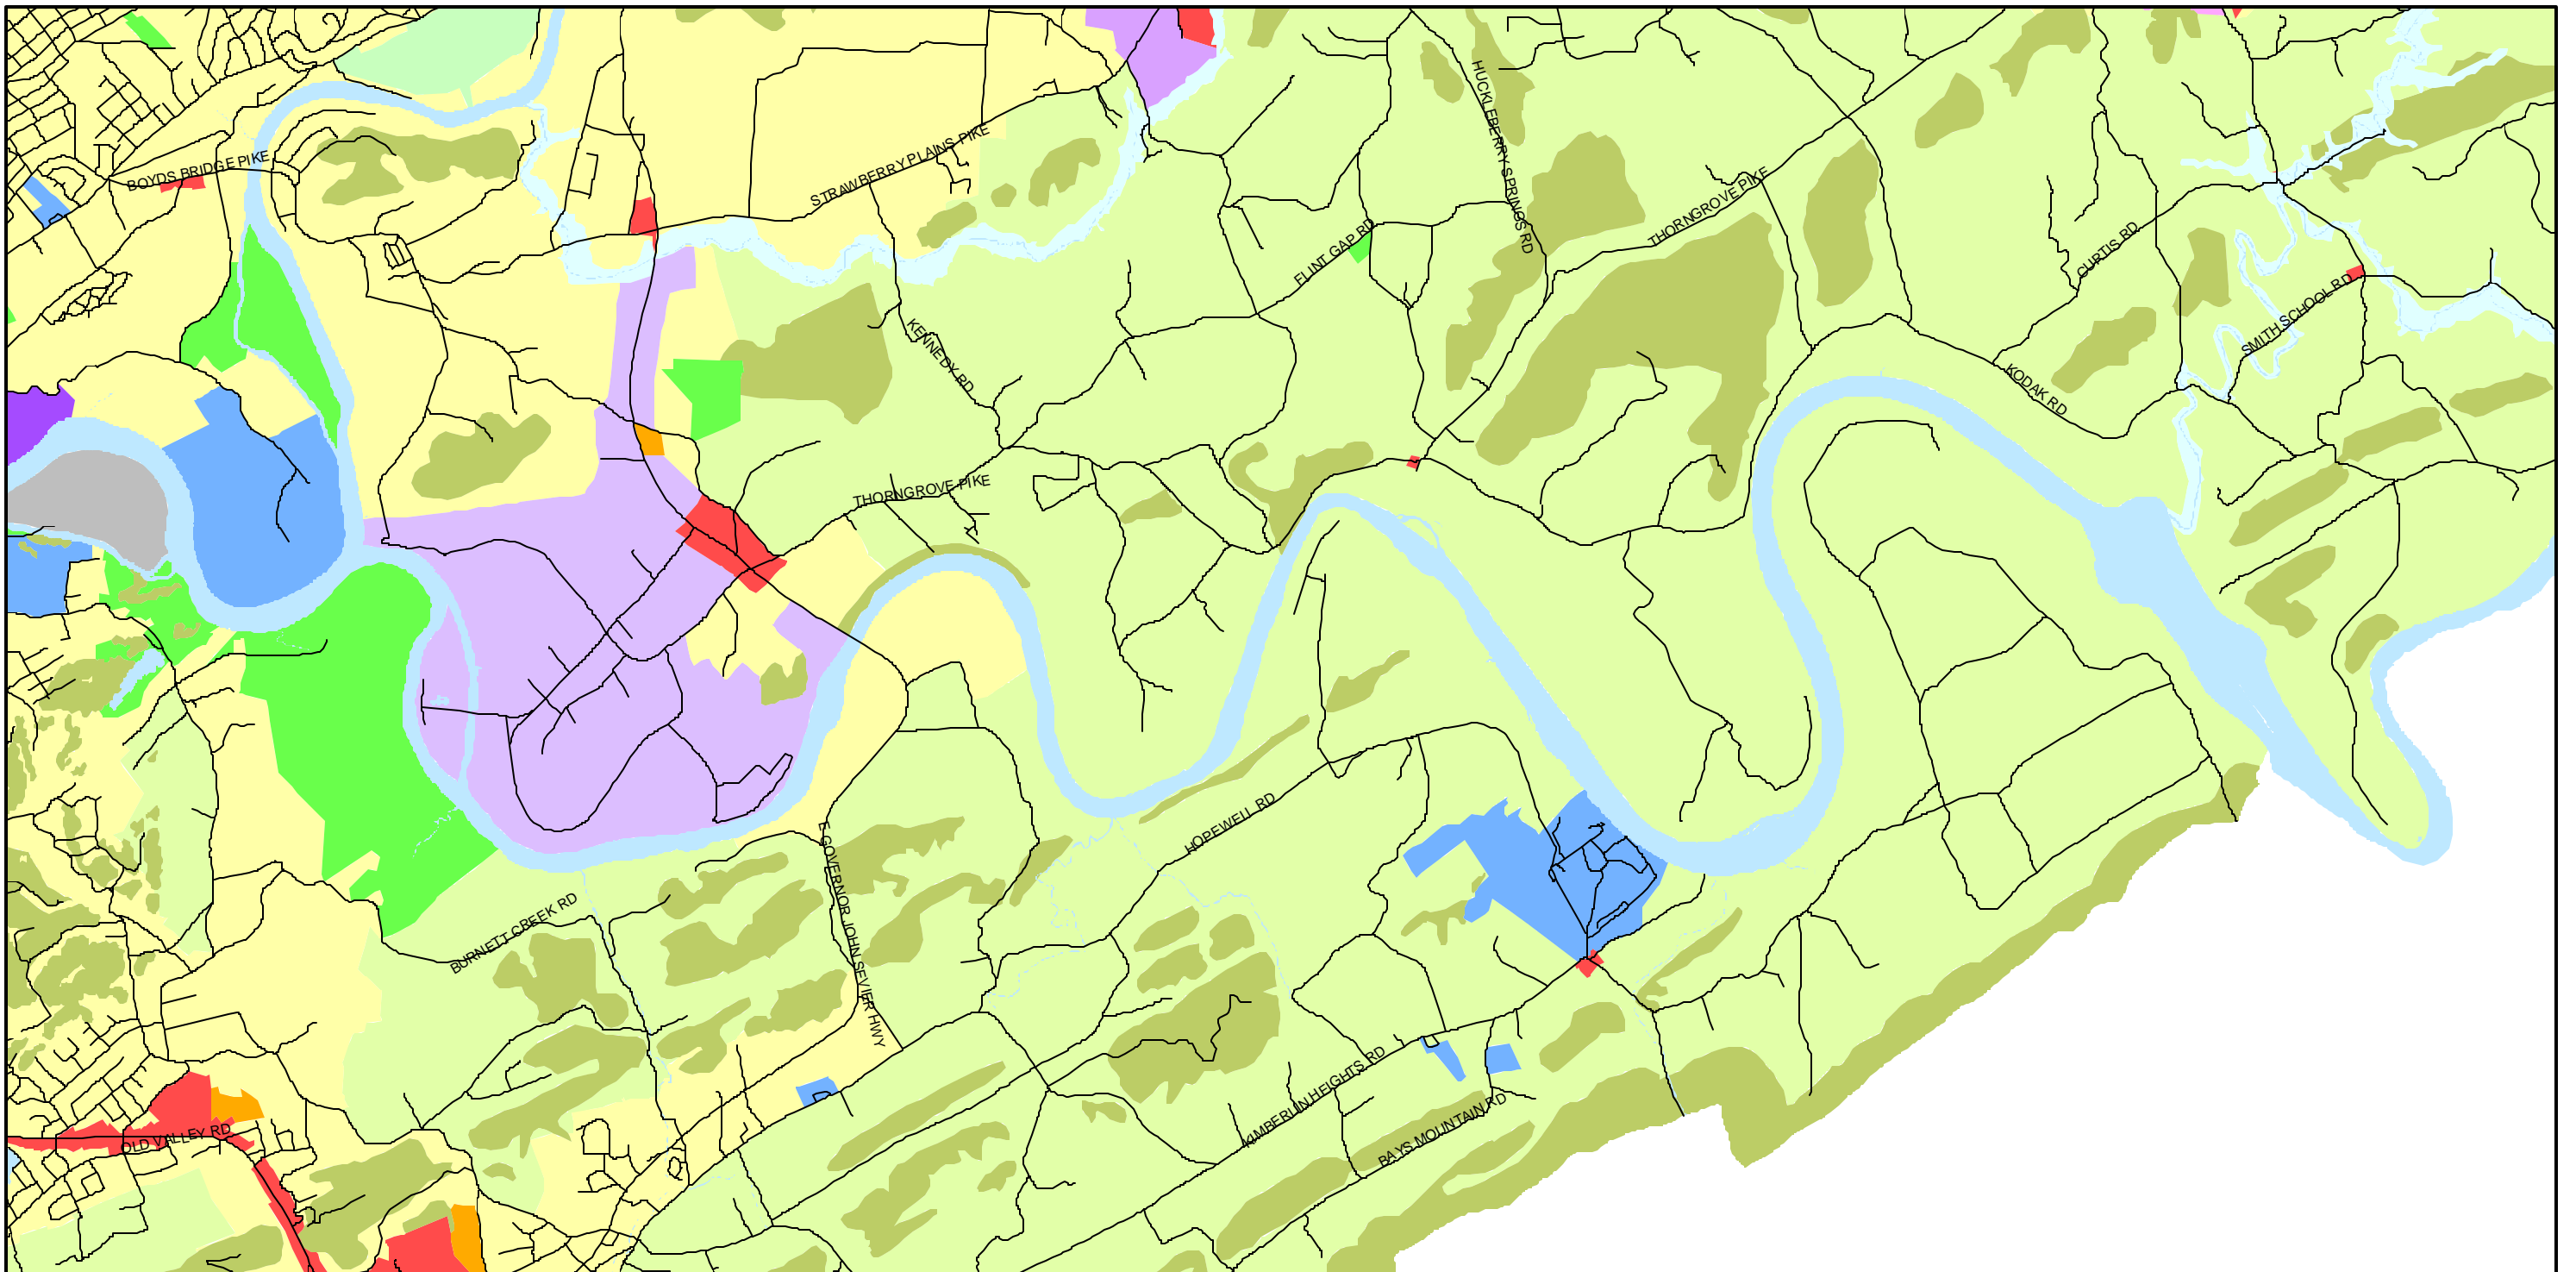 HUCKLEBERRY SPRINGS RD
BOYDS BRIDGE PIKE
STRAWBERRY PLAINS PIKE
THORNGROVE PIKE
FLINT GAP RD
CURTIS RD
SMITH SCHOOL RD
KENNEDY RD
KODAK RD
THORNGROVE PIKE
HOPEWELL RD
E GOVERNOR JOHN SEVIER HWY
BURNETT CREEK RD
KIMBERLIN HEIGHTS RD
BAYS MOUNTAIN RD
OLD VALLEY RD